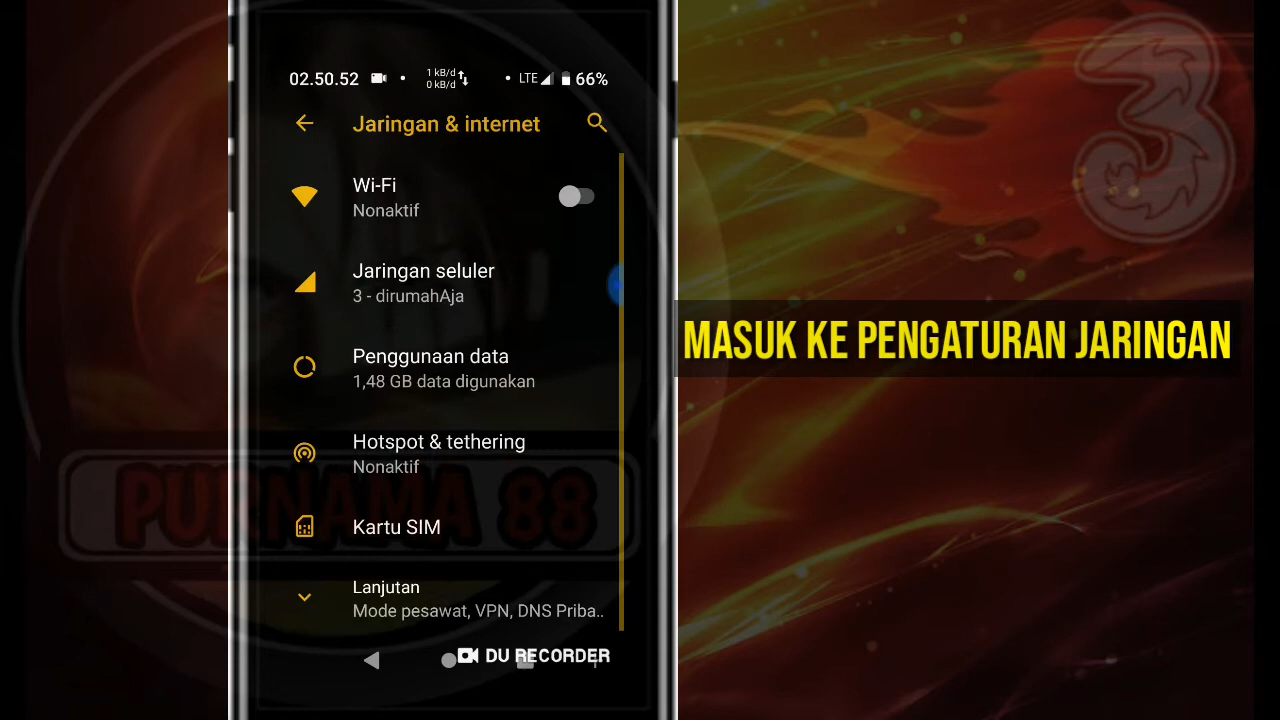 02.50.52
1 kB/d
0 kB/d
LTE
66%
Jaringan & internet
Wi-Fi
Nonaktif
Jaringan seluler
3 - dirumahAja
MASUK KE PENGATURAN JARINGAN
Penggunaan data
1,48 GB data digunakan
Hotspot & tethering
Nonaktif
PURNAMA 88
Kartu SIM
Lanjutan
Mode pesawat, VPN, DNS Priba..
DU RECORDER
3